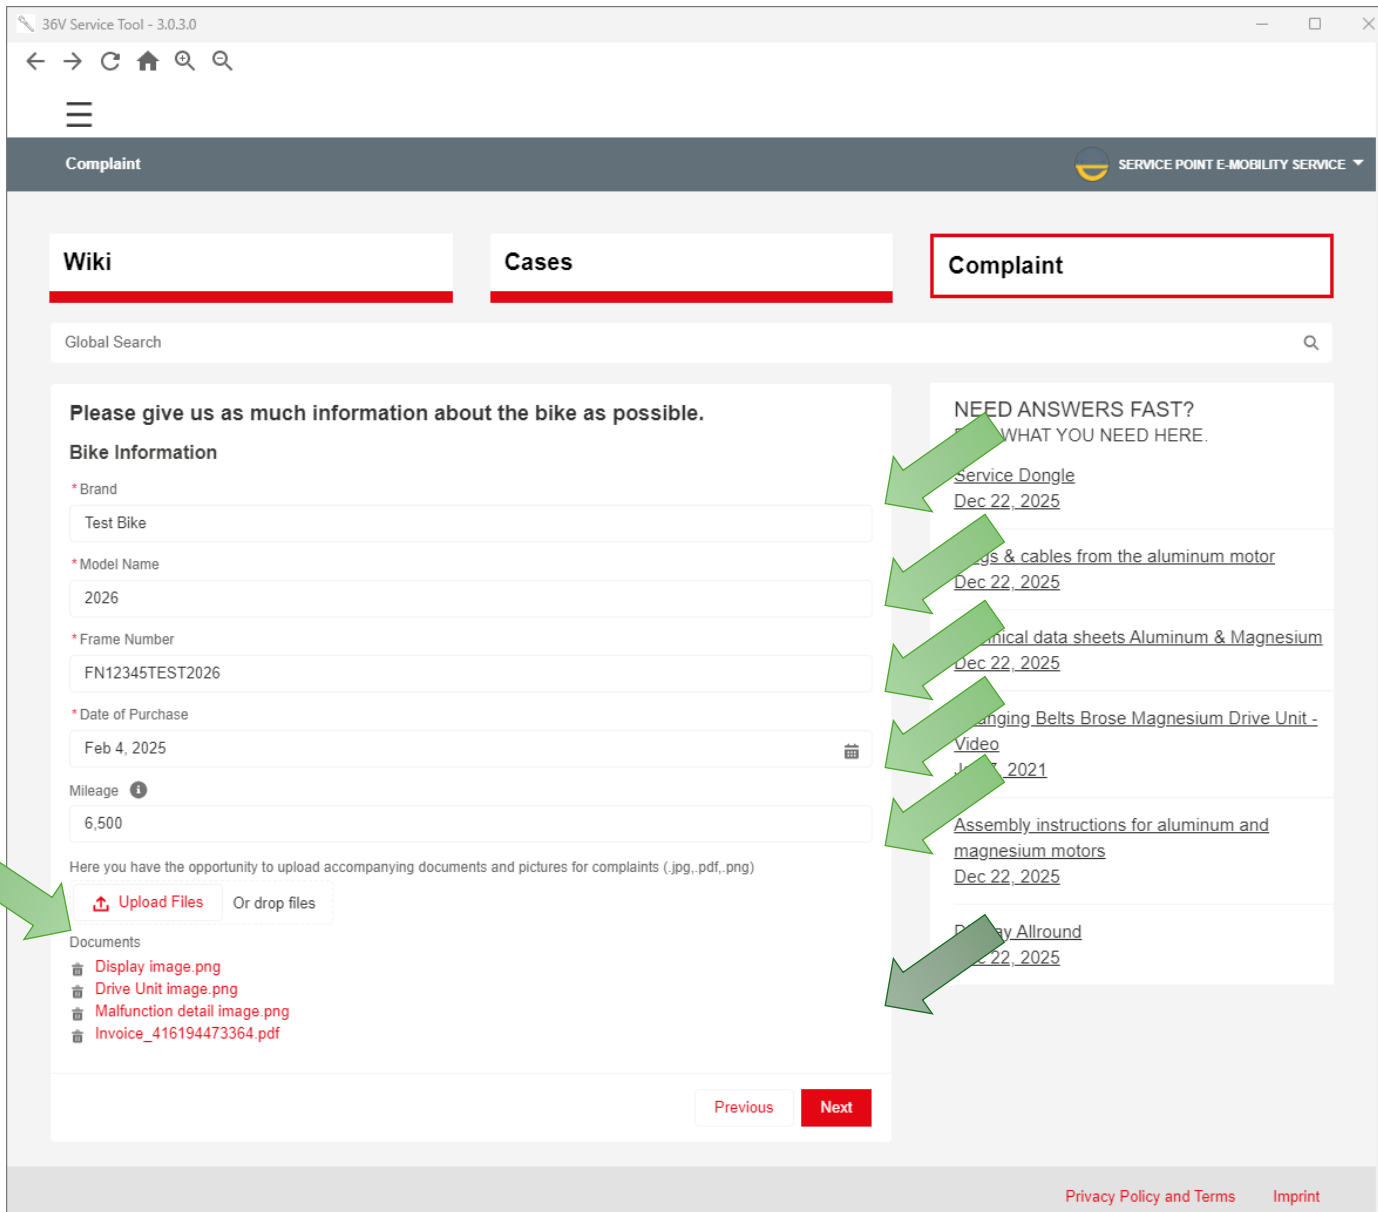 36V Service Tool - 3.0.3.0
Complaint
SERVICE POINT E-MOBILITY SERVICE
Wiki
Cases
Complaint
Global Search
Please give us as much information about the bike as possible.
Bike Information
* Brand
Test Bike
* Model Name
2026
* Frame Number
FN12345TEST2026
* Date of Purchase
Feb 4, 2025
Mileage
6,500
Here you have the opportunity to upload accompanying documents and pictures for complaints (.jpg,.pdf,.png)
Upload Files
Or drop files
Documents
Display image.png
Drive Unit image.png
Malfunction detail image.png
Invoice_416194473364.pdf
Previous
Next
NEED ANSWERS FAST?
WHAT YOU NEED HERE.
Service Dongle
Dec 22, 2025
& cables from the aluminum motor
Dec 22, 2025
data sheets Aluminum & Magnesium
Dec 22, 2025
Belts Brose Magnesium Drive Unit -
Video
2021
Assembly instructions for aluminum and
magnesium motors
Dec 22, 2025
Allround
22, 2025
Privacy Policy and Terms
Imprint